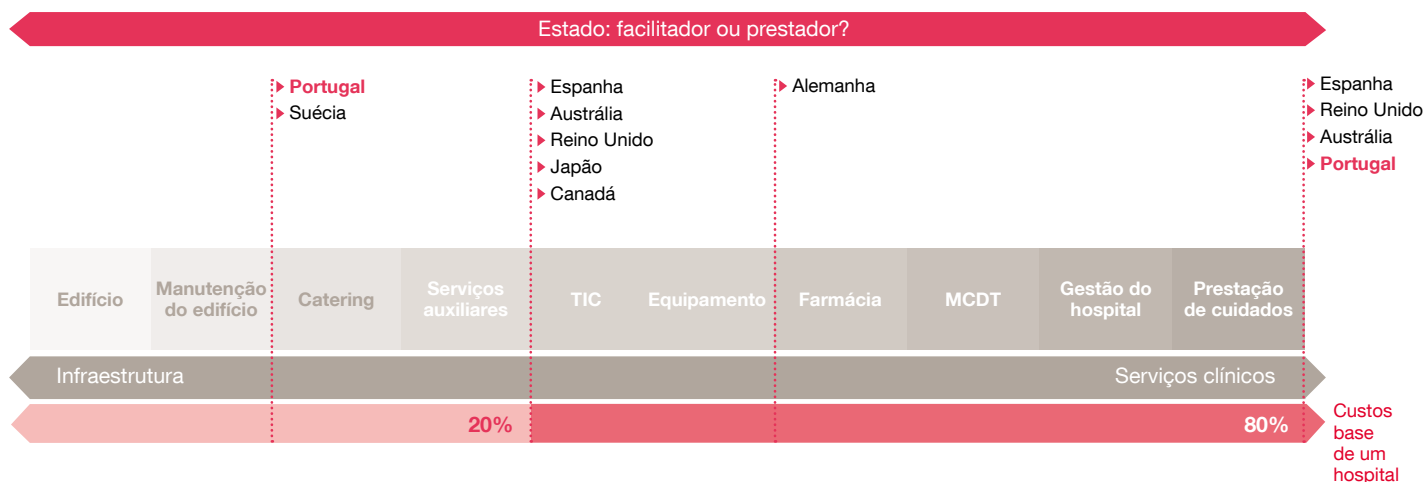 Estado: facilitador ou prestador?
Portugal
Suécia
Espanha
Austrália
Reino Unido
Japão
Canadá
Alemanha
Espanha
Reino Unido
Austrália
Portugal
Edifício
Manutenção
do edifício
Catering
Serviços
auxiliares
TIC
Equipamento
Farmácia
MCDT
Gestão do
hospital
Prestação
de cuidados
Infraestrutura
Serviços clínicos
20%
80%
Custos
base
de um
hospital